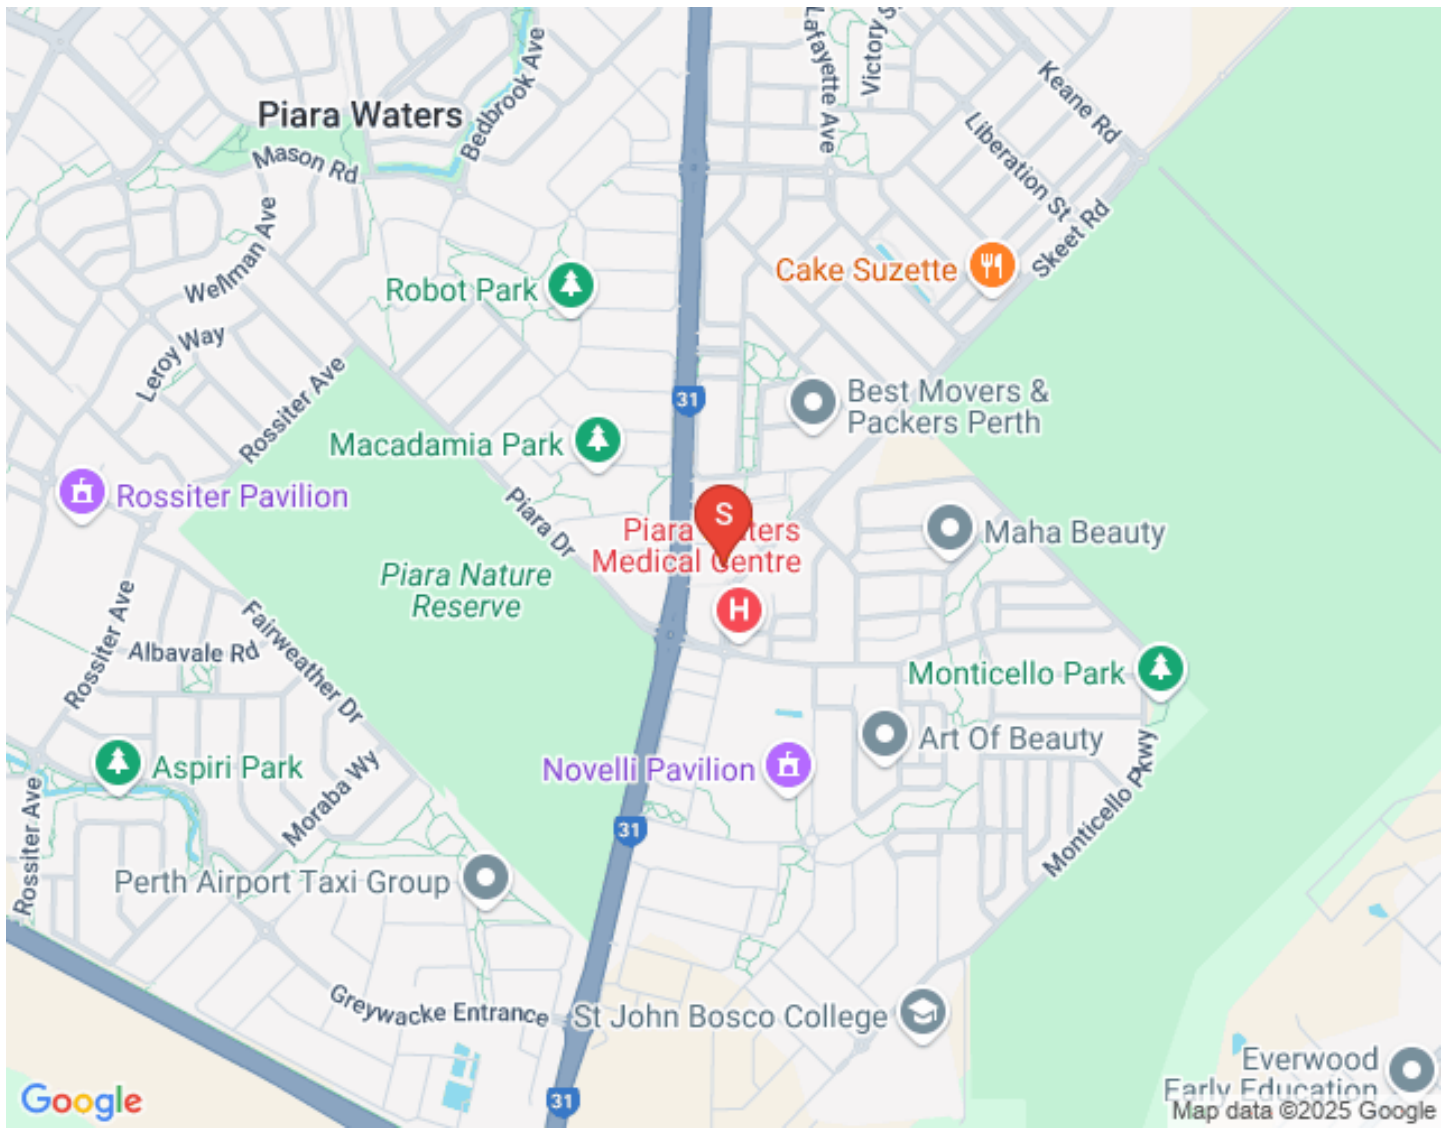 Lafayette Ave
Victory S
Keane Rd
Piara Waters
Bedbrook Ave
Liberation St
Mason Rd
Skeet Rd
Wellman Ave
Cake Suzette
Robot Park
Leroy Way
Rossiter Ave
31
Best Movers &
Packers Perth
Macadamia Park
Rossiter Pavilion
Piara Dr
S
Maha Beauty
Piara Waters
Medical Centre
Piara Nature
Reserve
H
Rossiter Ave
Albavale Rd
Fairweather Dr
Monticello Park
Art Of Beauty
Aspiri Park
Novelli Pavilion
Monticello Pkwy
Moraba Wy
Rossiter Ave
31
Perth Airport Taxi Group
Greywacke Entrance
St John Bosco College
Everwood
Early Education
31
Google
Map data ©2025 Google